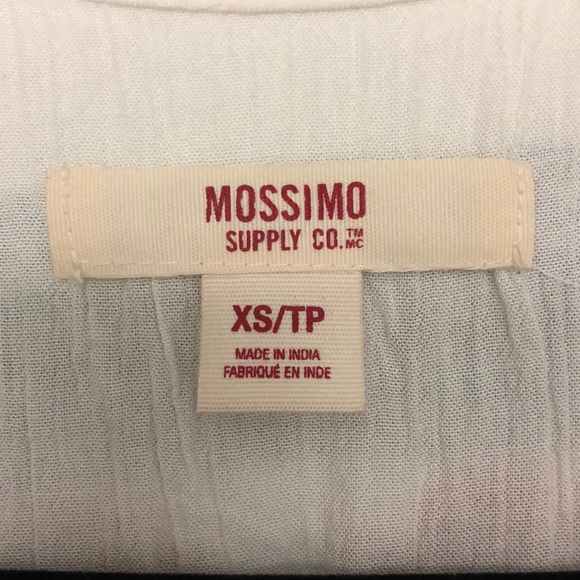 MOSSIMO
SUPPLY CO.™ MC
XS/TP
MADE IN INDIA
FABRIQUÉ EN INDE